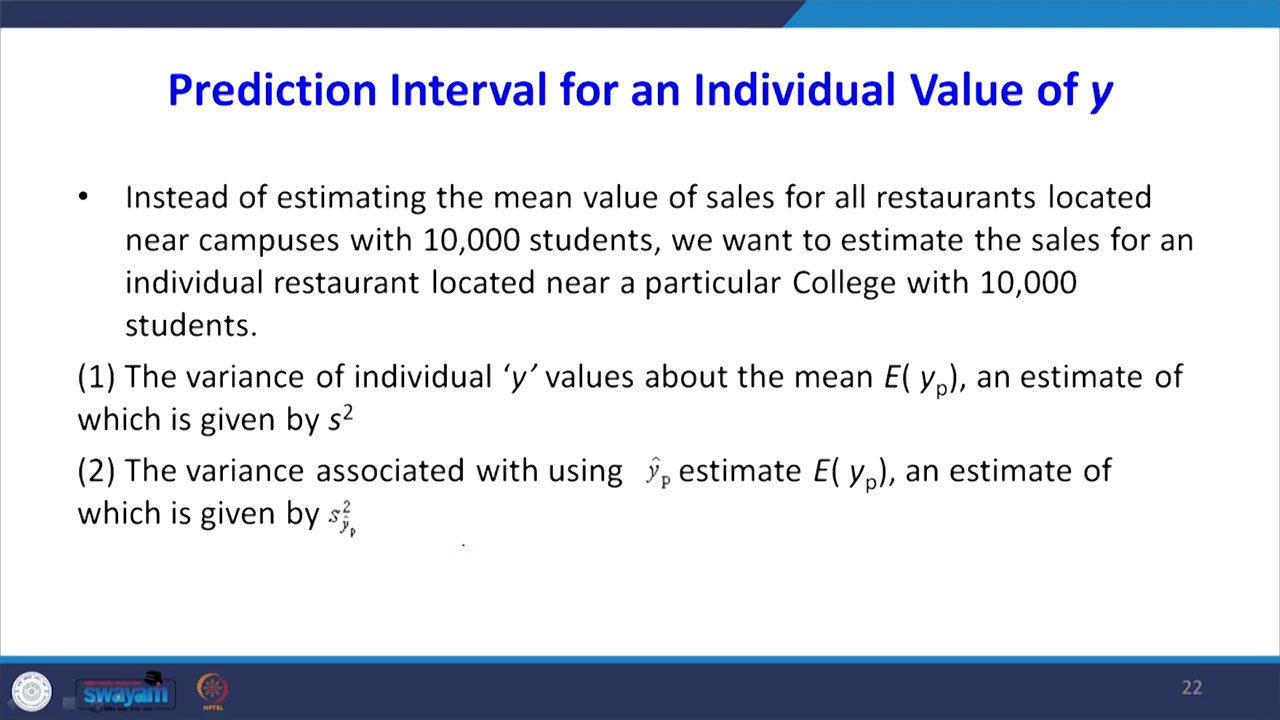 Prediction Interval for an Individual Value of y
• Instead of estimating the mean value of sales for all restaurants located
near campuses with 10,000 students, we want to estimate the sales for an
individual restaurant located near a particular College with 10,000
students.
(1) The variance of individual ‘y’ values about the mean E( yₚ), an estimate of
which is given by s²
(2) The variance associated with using ŷₚ estimate E( yₚ), an estimate of
which is given by s²_ŷₚ
swayam
NPTEL
22